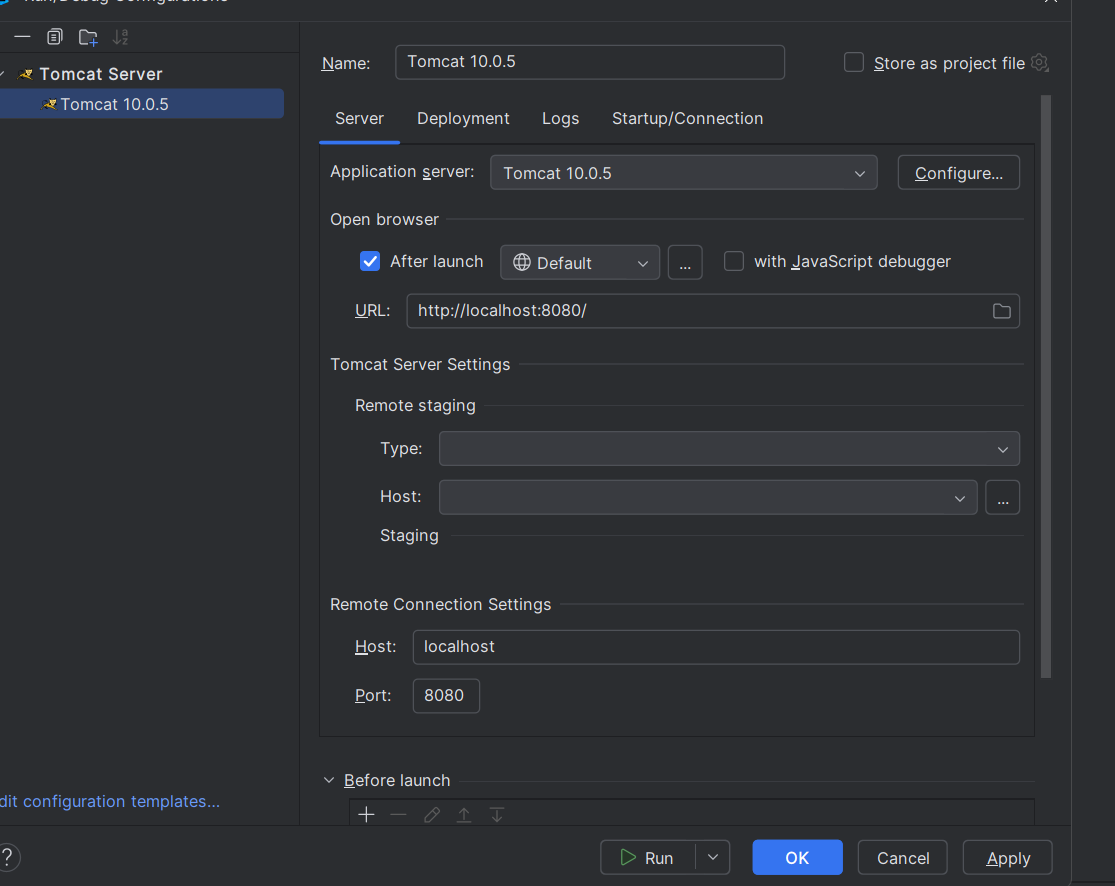 Run/Debug Configurations
Tomcat Server
Tomcat 10.0.5
dit configuration templates...
?
Name: Tomcat 10.0.5 Store as project file
Server Deployment Logs Startup/Connection
Application server: Tomcat 10.0.5 Configure...
Open browser
After launch Default ... with JavaScript debugger
URL: http://localhost:8080/
Tomcat Server Settings
Remote staging
Type:
Host: ...
Staging
Remote Connection Settings
Host: localhost
Port: 8080
Before launch
Run OK Cancel Apply